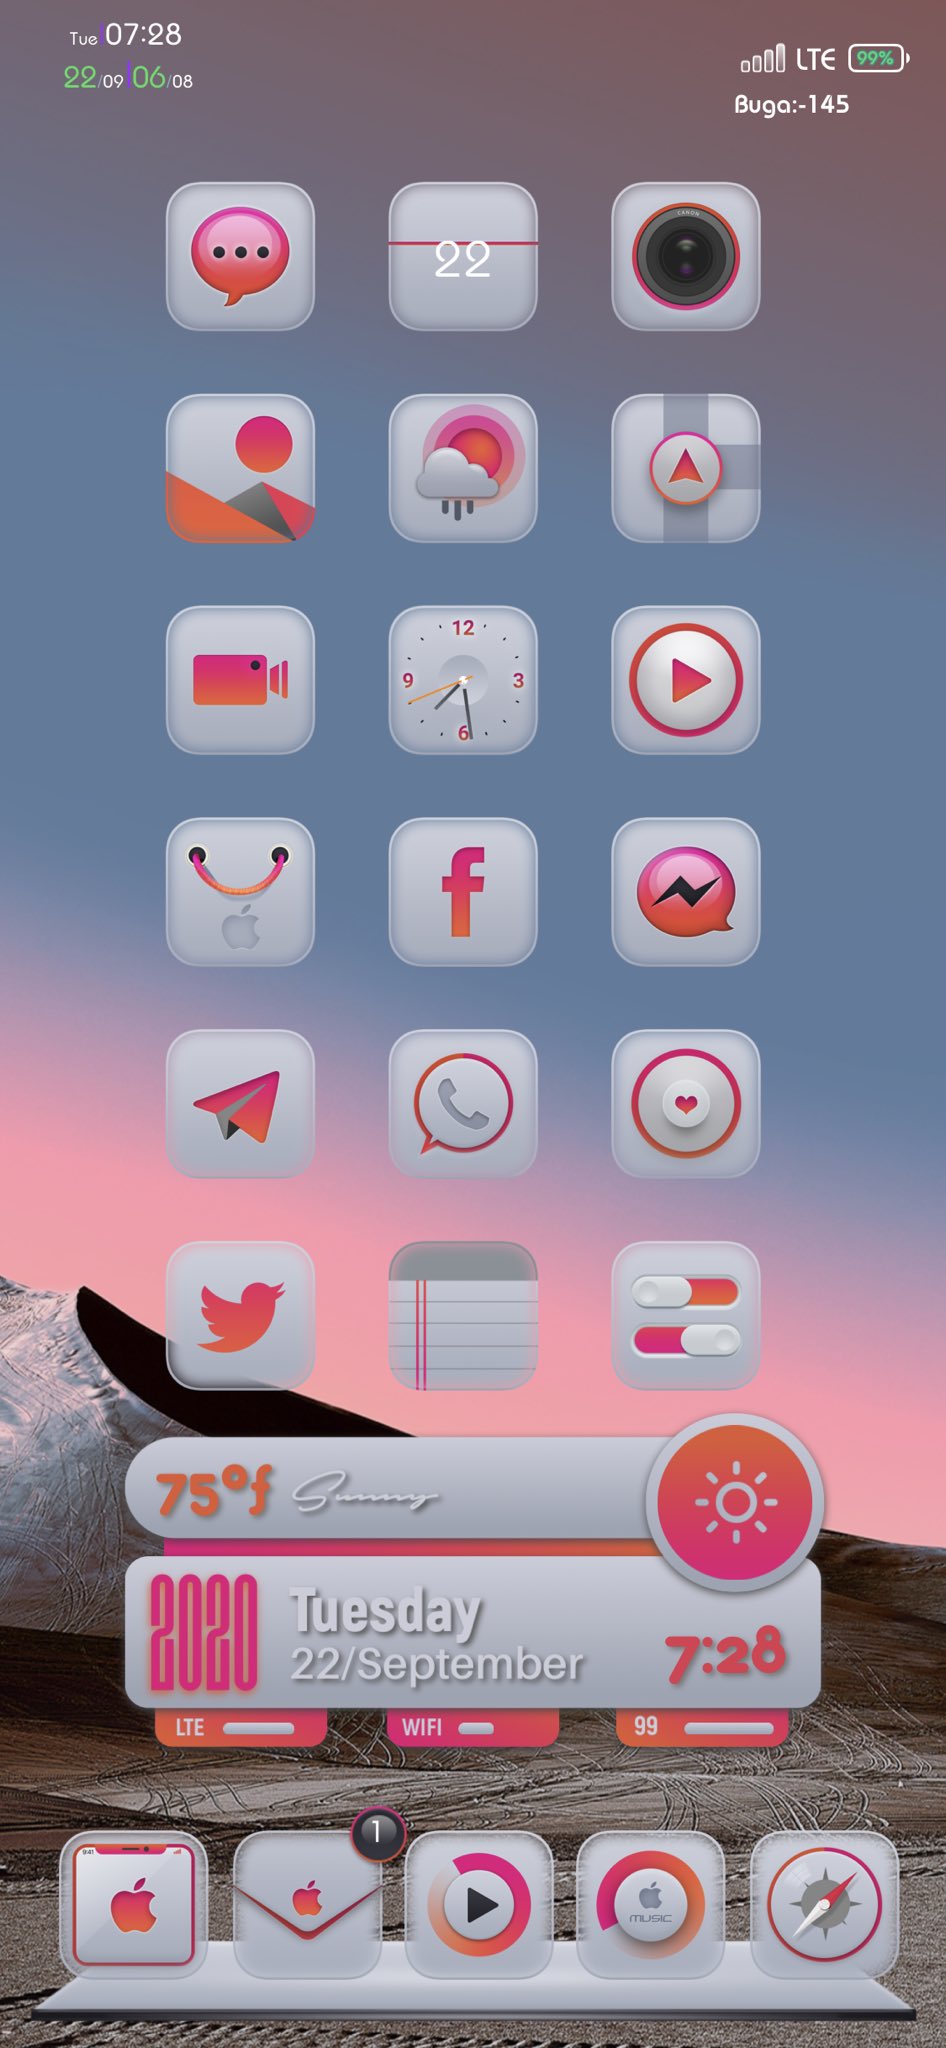 Tue 07:28
22/09 06/08
LTE 99%
Buga:-145
22
CANON
12
9 3
6
f
75°f Sunny
2020 Tuesday
22/September
7:28
LTE WIFI 99
1
9:41
MUSIC